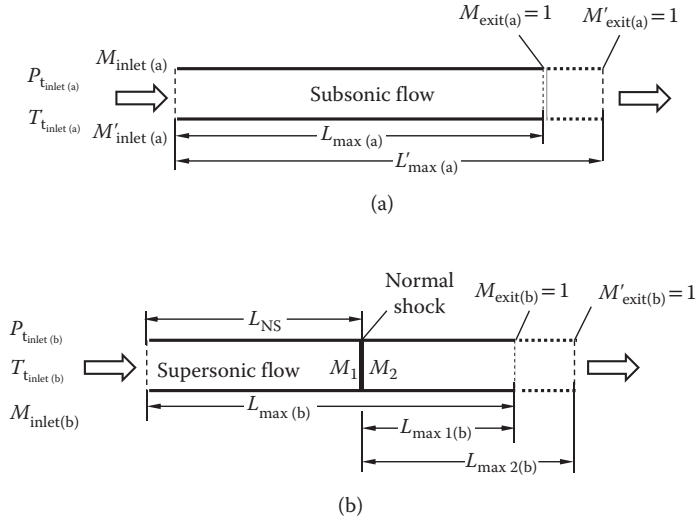 M_exit(a) = 1
M′_exit(a) = 1
M_inlet (a)
P_t_inlet (a)
Subsonic flow
T_t_inlet (a)
M′_inlet (a)
L_max (a)
L′_max (a)
(a)
Normal
shock
M_exit(b) = 1
M′_exit(b) = 1
L_NS
P_t_inlet (b)
T_t_inlet (b)
Supersonic flow
M_1
M_2
M_inlet(b)
L_max (b)
L_max 1(b)
L_max 2(b)
(b)